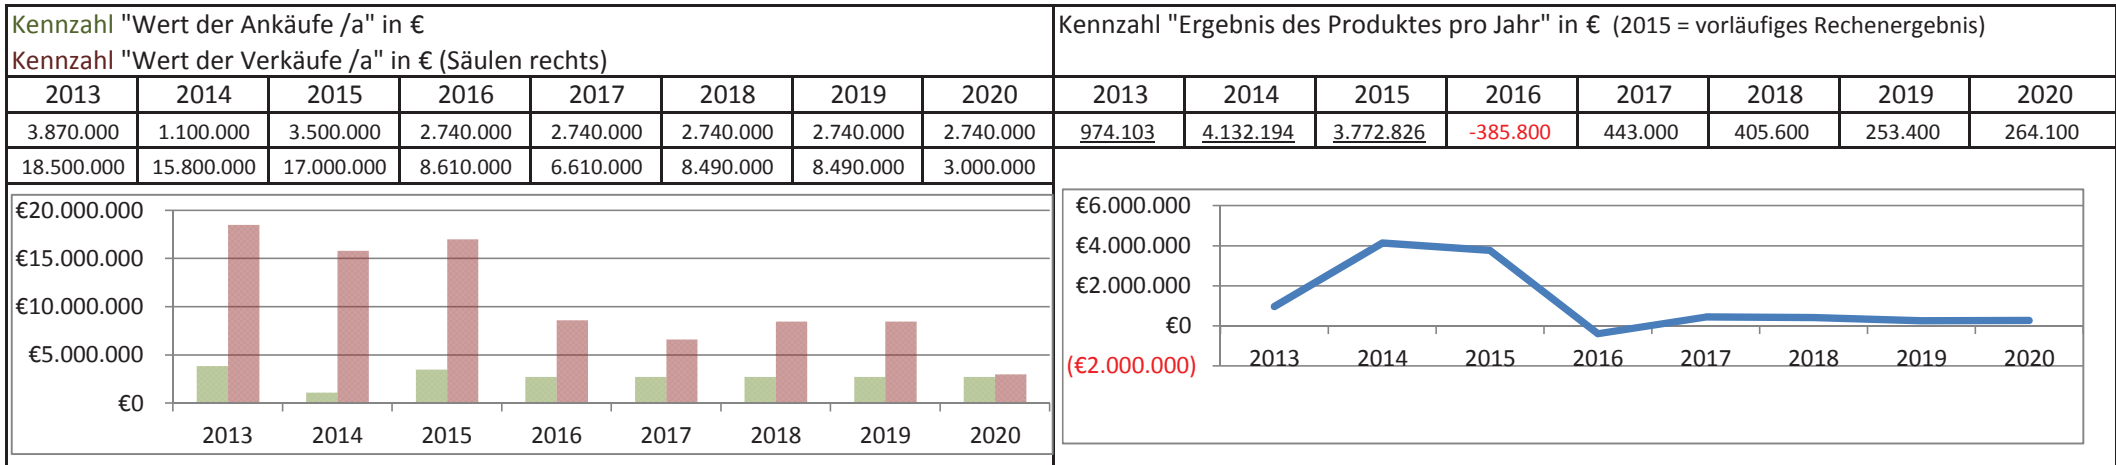 Kennzahl "Wert der Ankäufe /a" in €
Kennzahl "Wert der Verkäufe /a" in € (Säulen rechts)
2013 2014 2015 2016 2017 2018 2019 2020
3.870.000 1.100.000 3.500.000 2.740.000 2.740.000 2.740.000 2.740.000 2.740.000
18.500.000 15.800.000 17.000.000 8.610.000 6.610.000 8.490.000 8.490.000 3.000.000
€20.000.000
€15.000.000
€10.000.000
€5.000.000
€0
2013 2014 2015 2016 2017 2018 2019 2020
Kennzahl "Ergebnis des Produktes pro Jahr" in € (2015 = vorläufiges Rechenergebnis)
2013 2014 2015 2016 2017 2018 2019 2020
974.103 4.132.194 3.772.826 -385.800 443.000 405.600 253.400 264.100
€6.000.000
€4.000.000
€2.000.000
€0
(€2.000.000)
2013 2014 2015 2016 2017 2018 2019 2020